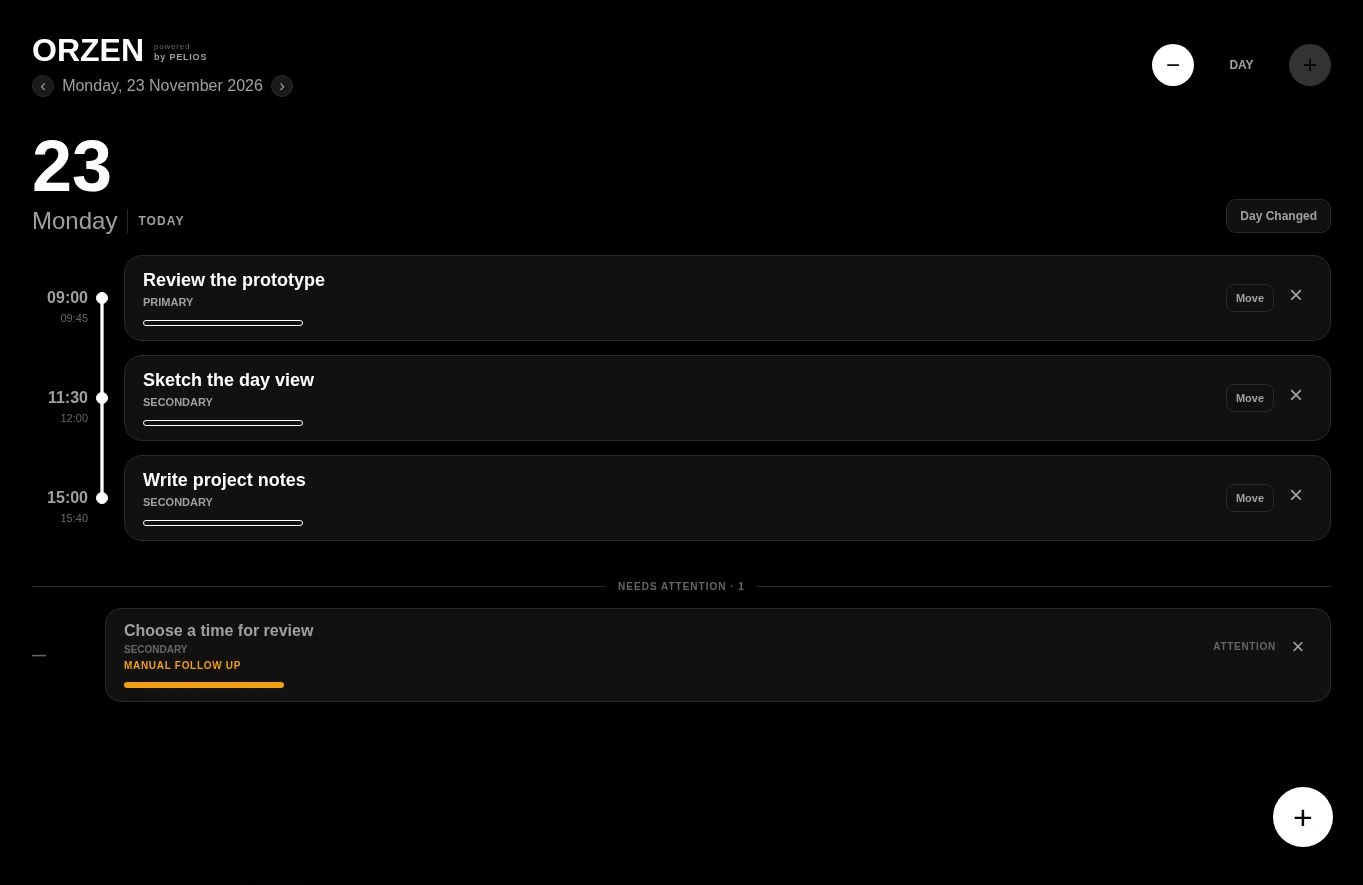 ORZEN
powered
by PELIOS
‹ Monday, 23 November 2026 ›
− DAY +
23
Monday
TODAY
Day Changed
09:00
09:45
Review the prototype
PRIMARY
Move ×
11:30
12:00
Sketch the day view
SECONDARY
Move ×
15:00
15:40
Write project notes
SECONDARY
Move ×
NEEDS ATTENTION · 1
—
Choose a time for review
SECONDARY
MANUAL FOLLOW UP
ATTENTION ×
+